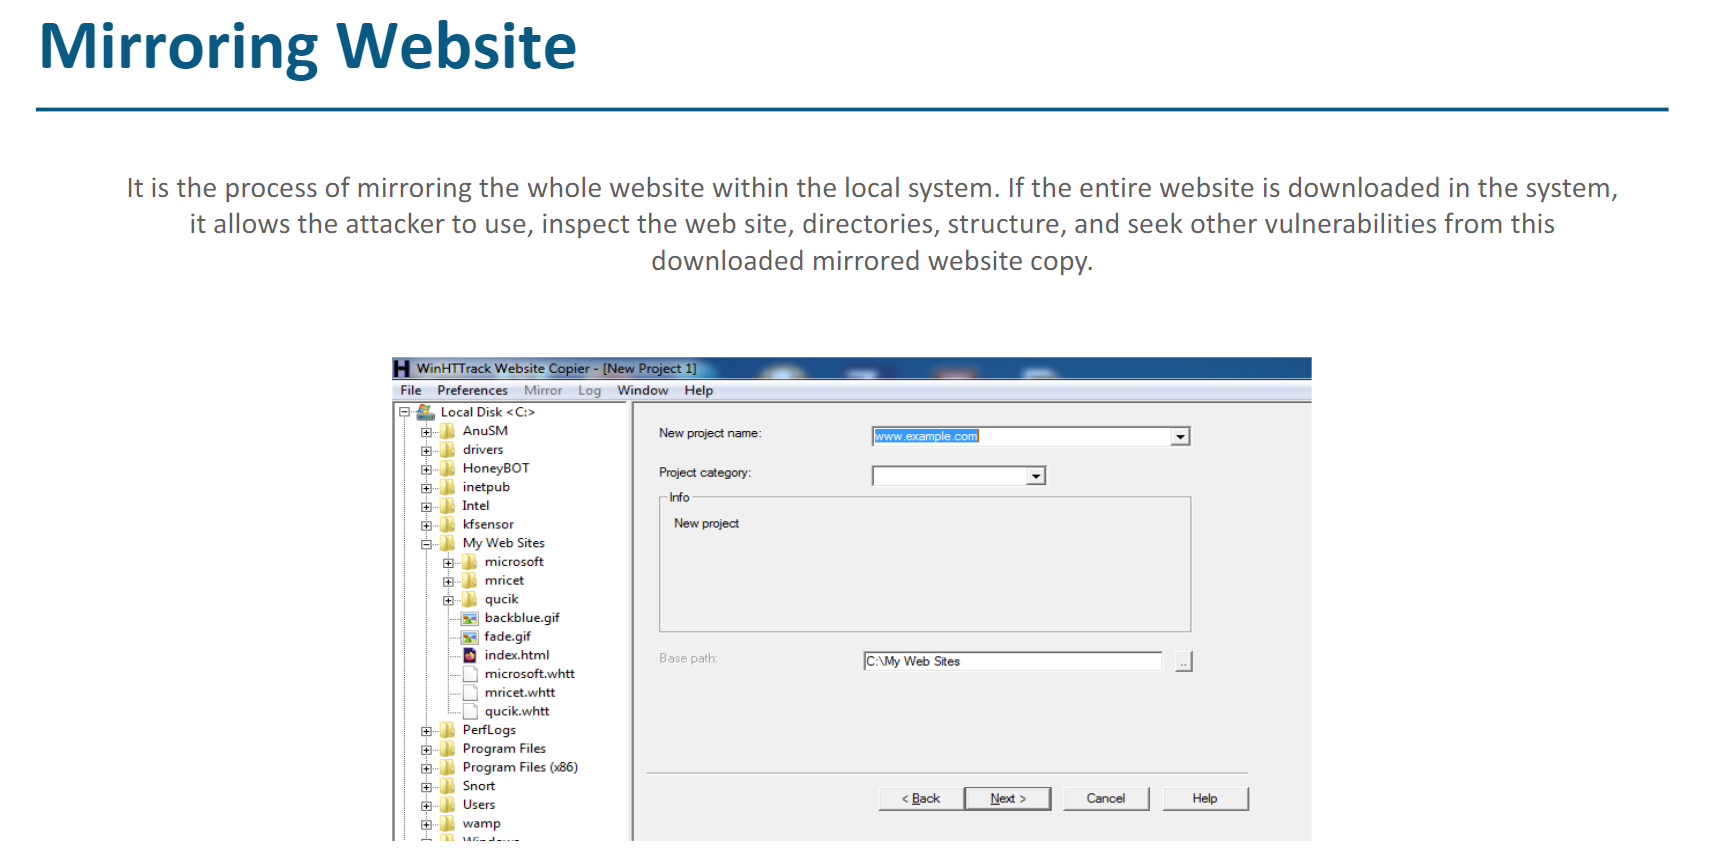 Mirroring Website
It is the process of mirroring the whole website within the local system. If the entire website is downloaded in the system,
it allows the attacker to use, inspect the web site, directories, structure, and seek other vulnerabilities from this
downloaded mirrored website copy.
H WinHTTrack Website Copier - [New Project 1]
File Preferences Mirror Log Window Help
Local Disk <C:>
AnuSM
drivers
HoneyBOT
inetpub
Intel
kfsensor
My Web Sites
microsoft
mricet
qucik
backblue.gif
fade.gif
index.html
microsoft.whtt
mricet.whtt
qucik.whtt
PerfLogs
Program Files
Program Files (x86)
Snort
Users
wamp
Windows
New project name:
www.example.com
Project category:
Info
New project
Base path:
C:\My Web Sites
..
< Back
Next >
Cancel
Help